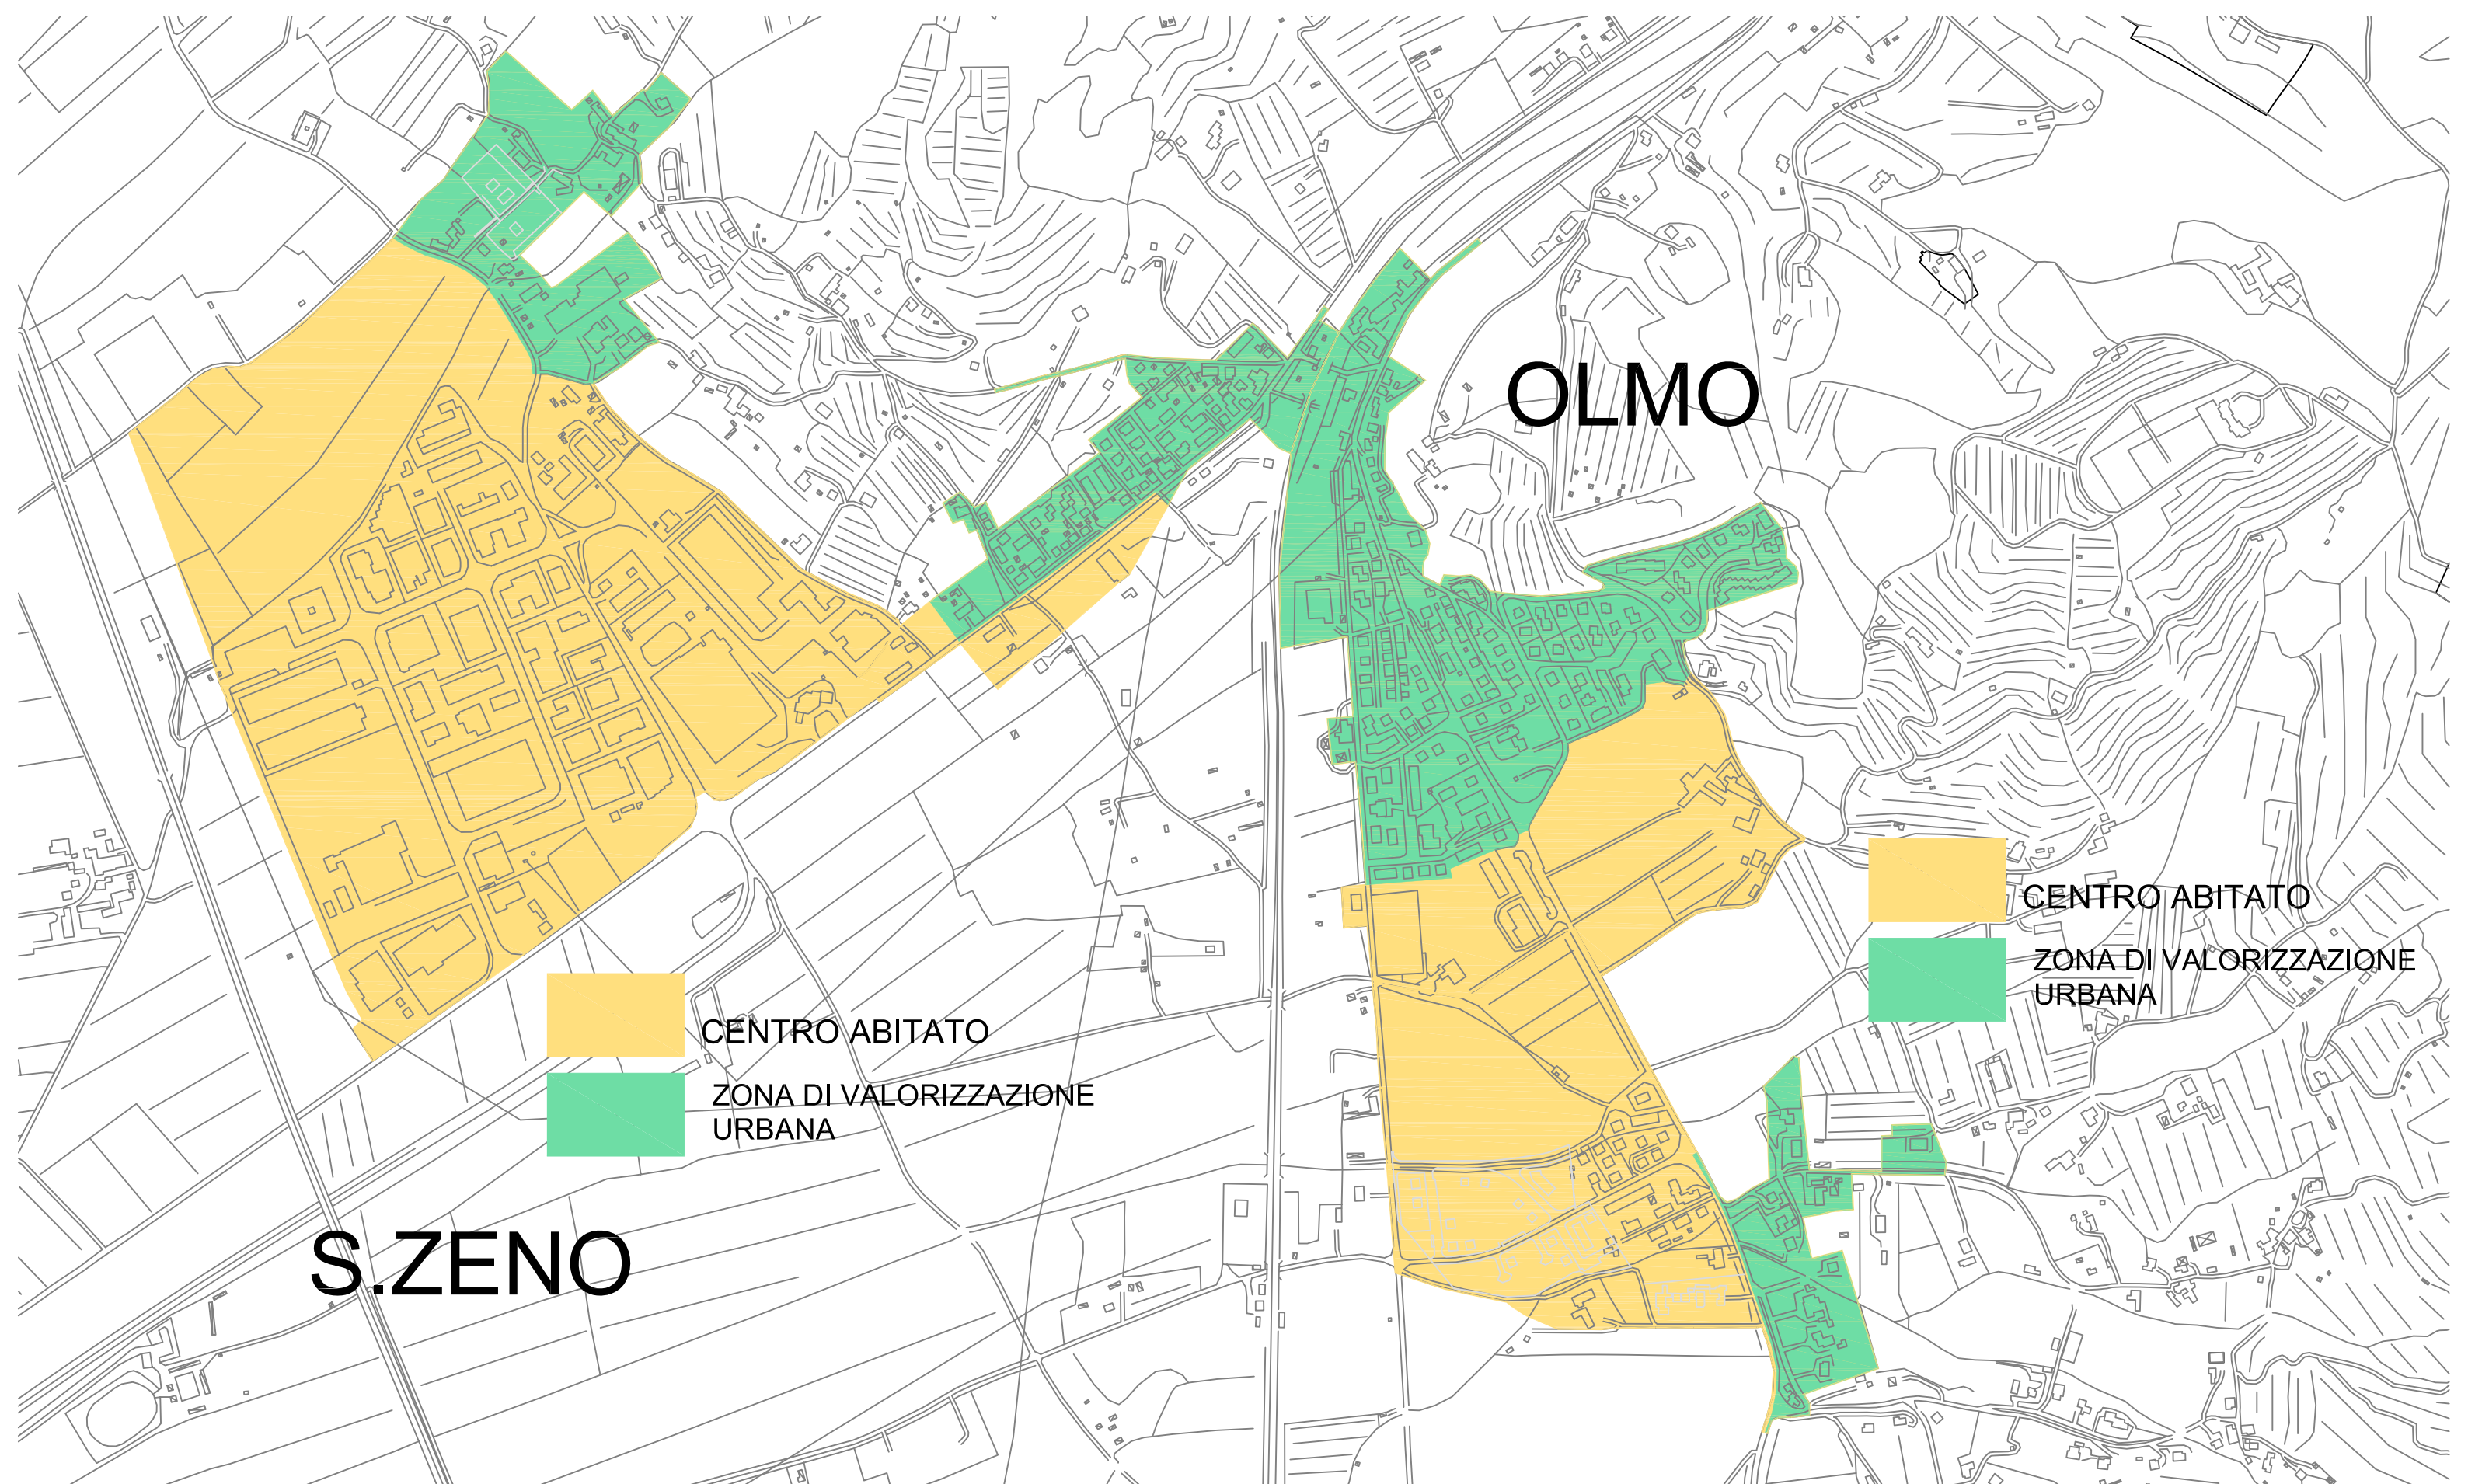 OLMO
CENTRO ABITATO
ZONA DI VALORIZZAZIONE
URBANA
CENTRO ABITATO
ZONA DI VALORIZZAZIONE
URBANA
S.ZENO